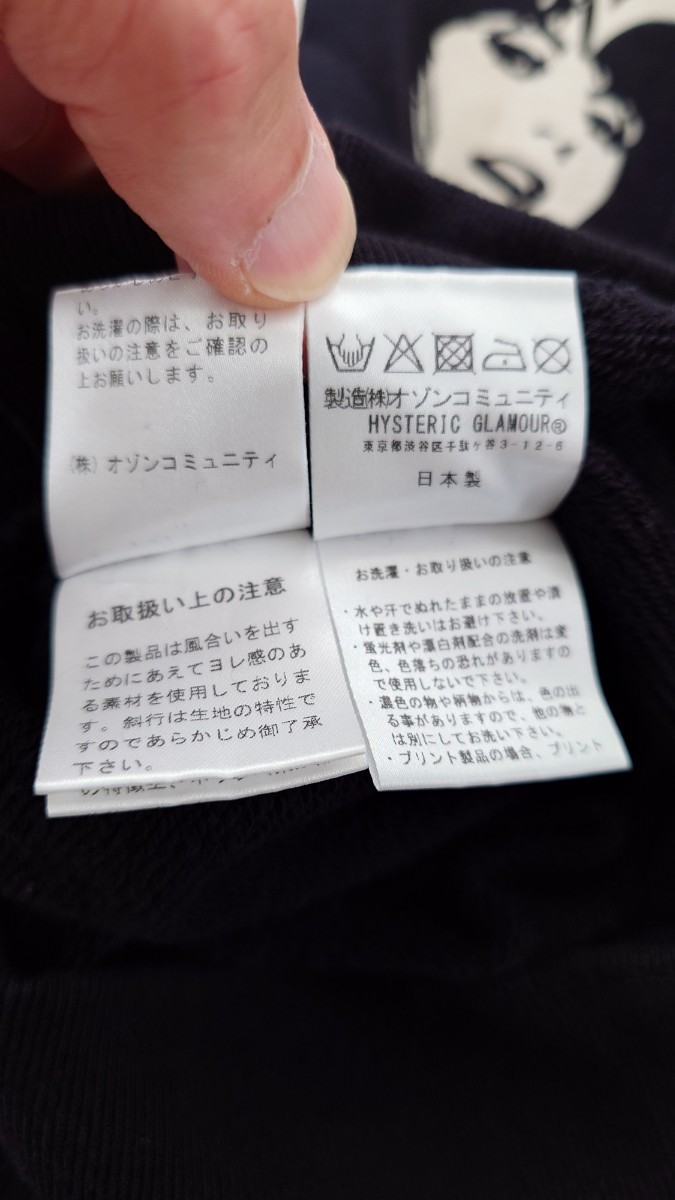 い。
お洗濯の際は、お取り
扱いの注意をご確認の
上お願いします。
(株)オゾンコミュニティ
製造(株)オゾンコミュニティ
HYSTERIC GLAMOUR®
東京都渋谷区千駄ヶ谷3-12-6
日本製
お取扱い上の注意
この製品は風合いを出す
ためにあえてヨレ感のあ
る素材を使用しておりま
す。斜行は生地の特性で
すのであらかじめ御了承
下さい。
お洗濯・お取り扱いの注意
・水や汗でぬれたままの放置や漬
け置き洗いはお避け下さい。
・蛍光剤や漂白剤配合の洗剤は変
色、色落ちの恐れがありますの
で使用しないで下さい。
・濃色の物や柄物からは、色の出
る事がありますので、他の物と
は別にしてお洗い下さい。
・プリント製品の場合、プリント